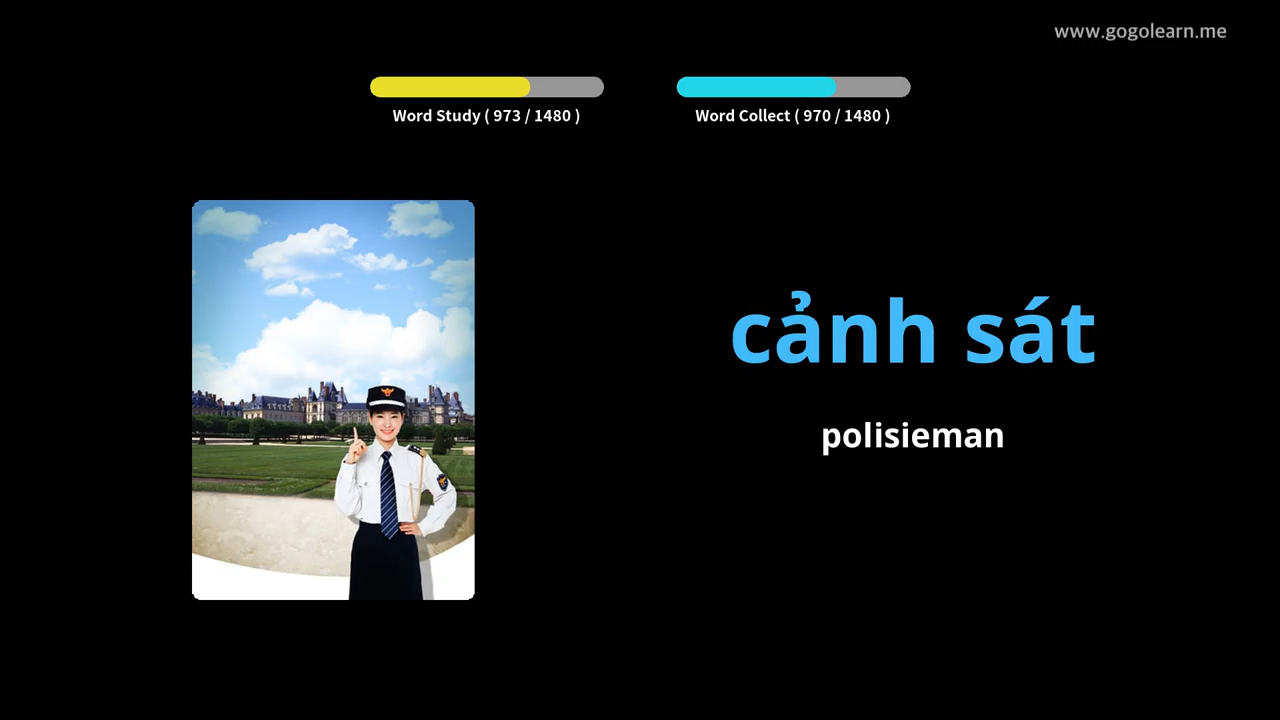 www.gogolearn.me
Word Study ( 973 / 1480 )
Word Collect ( 970 / 1480 )
cảnh sát
polisieman